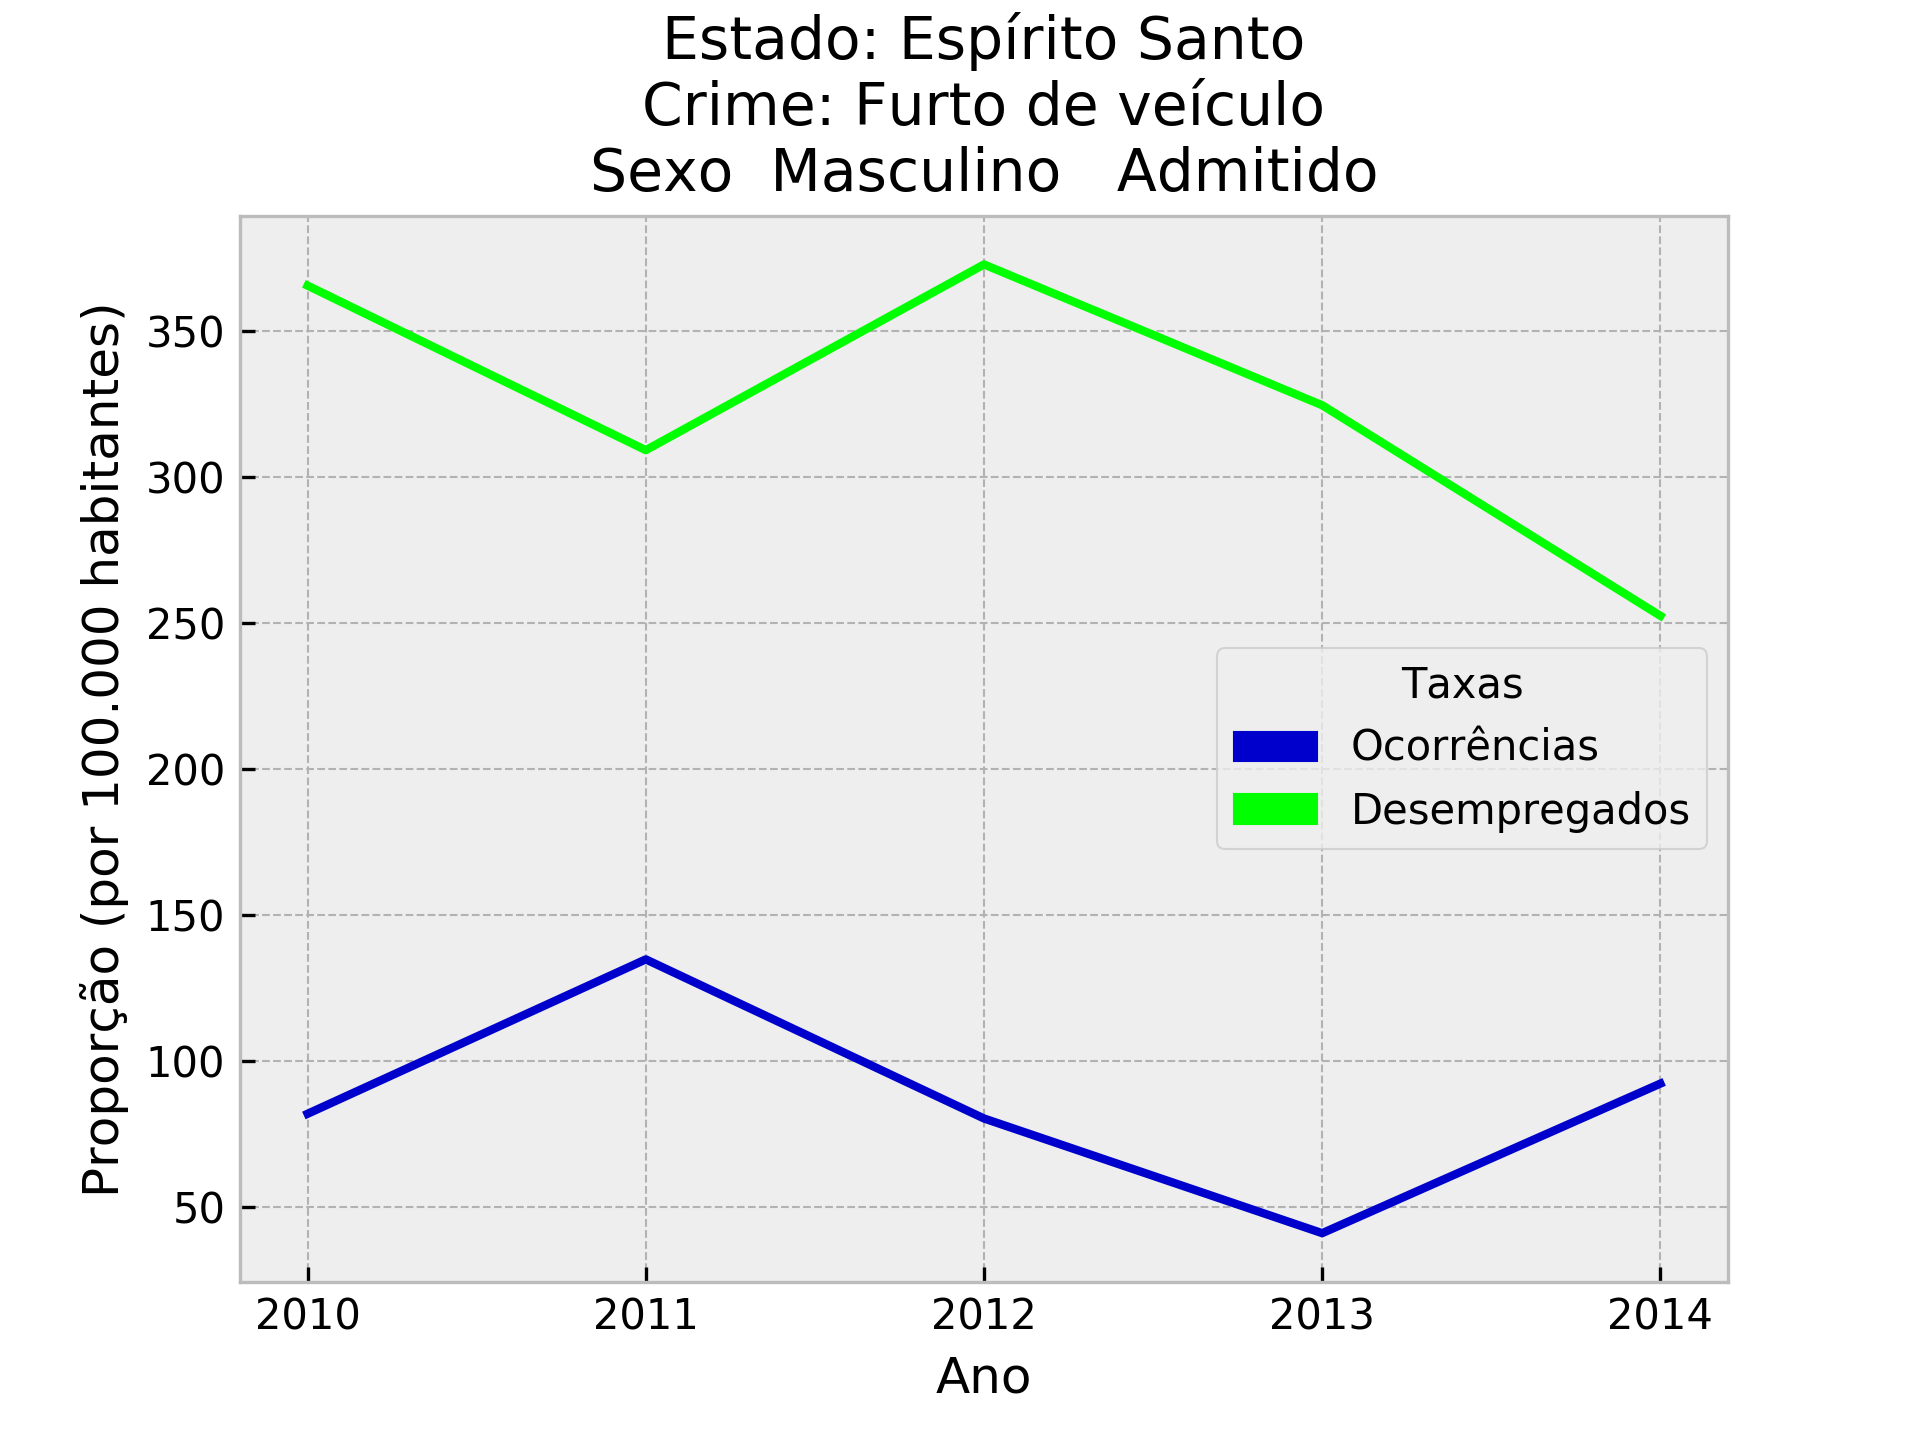 Estado: Espírito Santo
Crime: Furto de veículo
Sexo  Masculino   Admitido
Proporção (por 100.000 habitantes)
350
300
250
200
150
100
50
Taxas
Ocorrências
Desempregados
2010 2011 2012 2013 2014
Ano